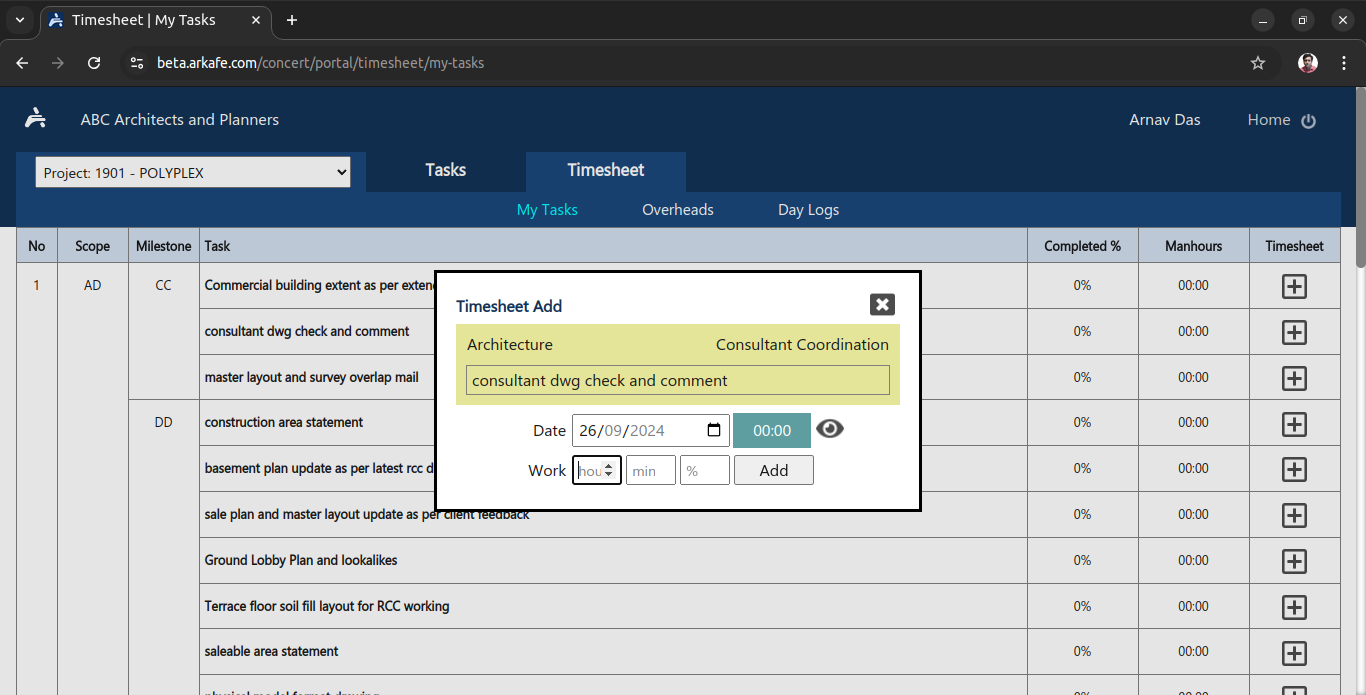 Timesheet | My Tasks
beta.arkafe.com/concert/portal/timesheet/my-tasks
ABC Architects and Planners
Arnav Das Home
Project: 1901 - POLYPLEX Tasks Timesheet
My Tasks Overheads Day Logs
No Scope Milestone Task Completed % Manhours Timesheet
1 AD CC Commercial building extent as per 0% 00:00
consultant dwg check and comment 0% 00:00
master layout and survey overlap mail 0% 00:00
DD construction area statement 0% 00:00
basement plan update as per latest rcc 0% 00:00
sale plan and master layout update as per client feedback 0% 00:00
Ground Lobby Plan and lookalikes 0% 00:00
Terrace floor soil fill layout for RCC working 0% 00:00
saleable area statement 0% 00:00
Timesheet Add
Architecture Consultant Coordination
consultant dwg check and comment
Date 26/09/2024 00:00
Work hou min % Add